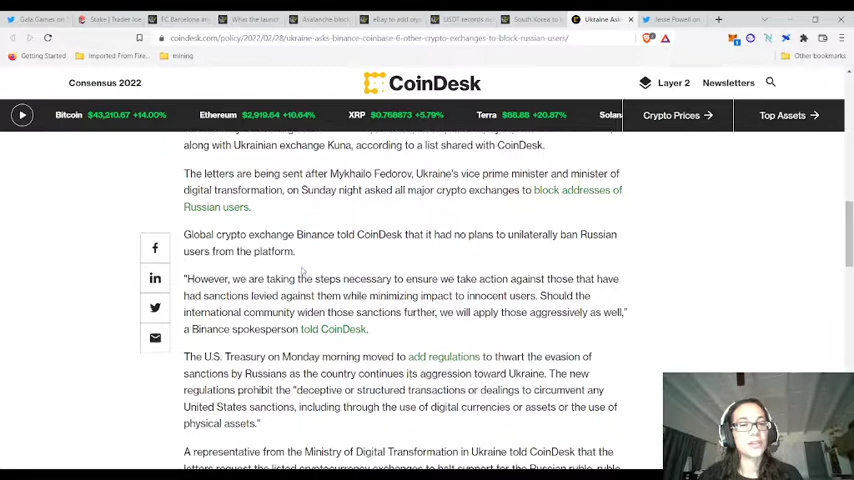 Gala Games on
Stake | Trader Joe
FC Barcelona an
What the launch
Avalanche block
eBay to add cry
USDT records su
South Korea to i
Ukraine Ask
Jesse Powell on
coindesk.com/policy/2022/02/28/ukraine-asks-binance-coinbase-6-other-crypto-exchanges-to-block-russian-users/
Getting Started
Imported From Fire...
mining
Other bookmarks
Consensus 2022
CoinDesk
Layer 2
Newsletters
Bitcoin $43,210.67 +14.00%
Ethereum $2,919.64 +10.64%
XRP $0.768873 +5.79%
Terra $88.88 +20.87%
Solan
Crypto Prices
Top Assets
along with Ukrainian exchange Kuna, according to a list shared with CoinDesk.
The letters are being sent after Mykhailo Fedorov, Ukraine's vice prime minister and minister of
digital transformation, on Sunday night asked all major crypto exchanges to block addresses of
Russian users.
Global crypto exchange Binance told CoinDesk that it had no plans to unilaterally ban Russian
users from the platform.
"However, we are taking the steps necessary to ensure we take action against those that have
had sanctions levied against them while minimizing impact to innocent users. Should the
international community widen those sanctions further, we will apply those aggressively as well,"
a Binance spokesperson told CoinDesk.
The U.S. Treasury on Monday morning moved to add regulations to thwart the evasion of
sanctions by Russians as the country continues its aggression toward Ukraine. The new
regulations prohibit the "deceptive or structured transactions or dealings to circumvent any
United States sanctions, including through the use of digital currencies or assets or the use of
physical assets."
A representative from the Ministry of Digital Transformation in Ukraine told CoinDesk that the
letters request the listed cryptocurrency exchanges to halt support for the Russian ruble, ruble